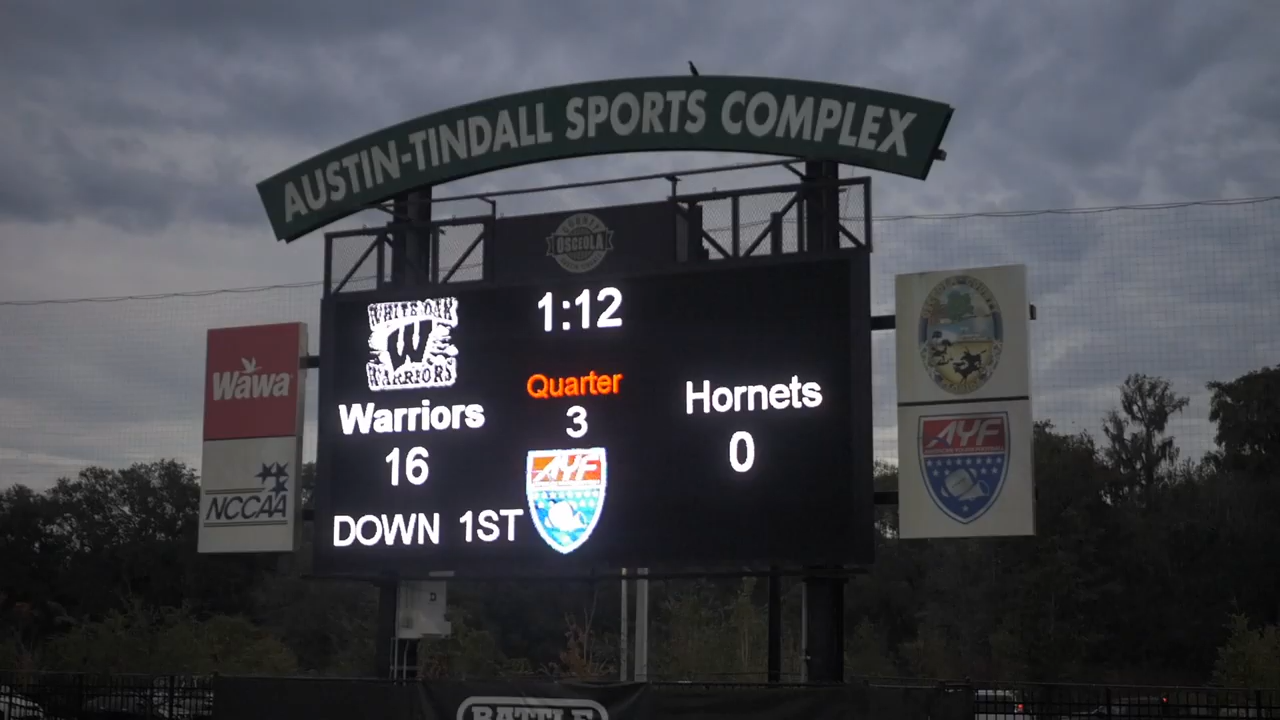 AUSTIN-TINDALL SPORTS COMPLEX
OSCEOLA
WHITE OAK
W
WARRIORS
1:12
Quarter
3
Warriors
16
Hornets
0
DOWN 1ST
AYF
Wawa
NCCAA
AYF
BATTLE